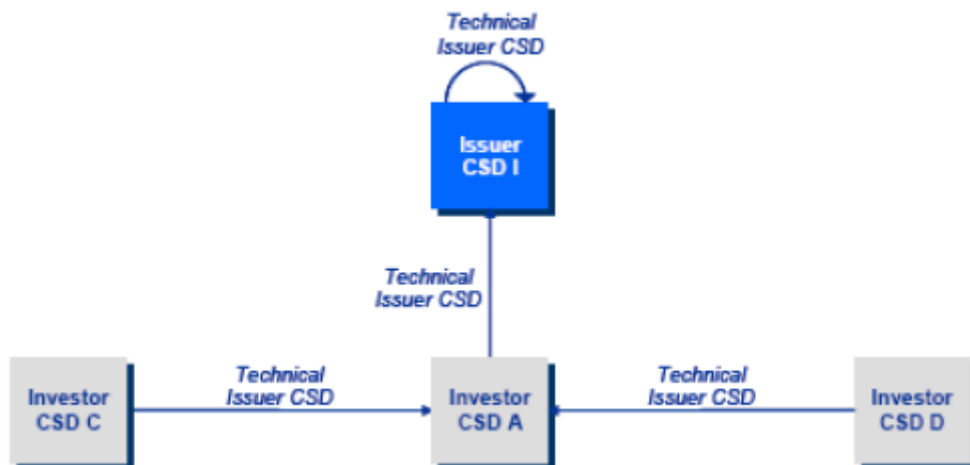 Technical
Issuer CSD
Issuer
CSD I
Technical
Issuer CSD
Investor
CSD C
Technical
Issuer CSD
Investor
CSD A
Technical
Issuer CSD
Investor
CSD D